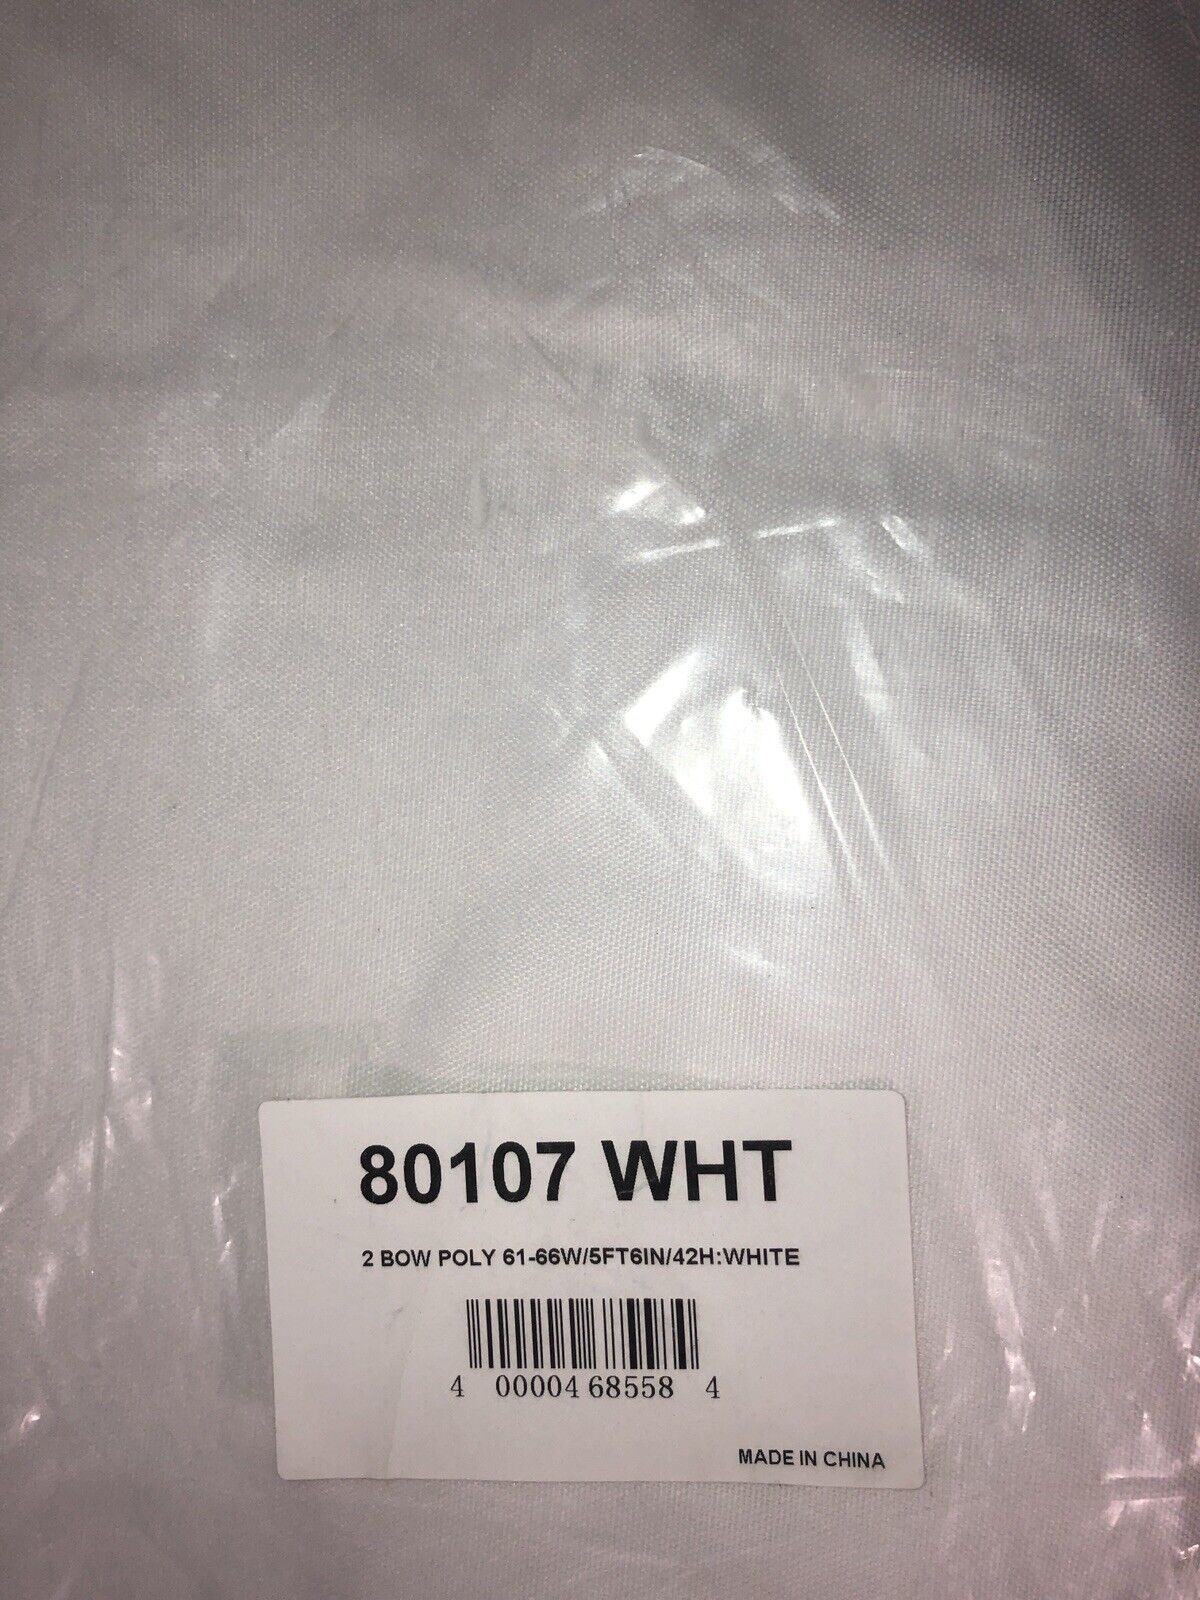 80107 WHT
2 BOW POLY 61-66W/5FT6IN/42H:WHITE
4 00004 68558 4
MADE IN CHINA